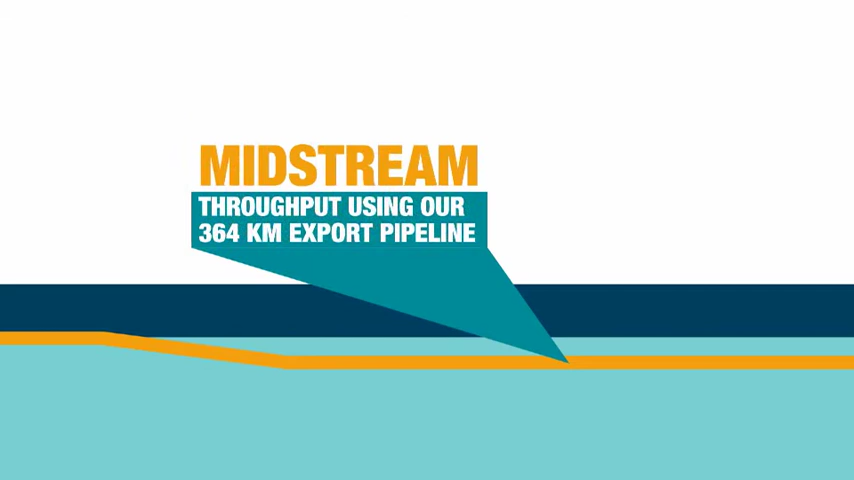 MIDSTREAM
THROUGHPUT USING OUR
364 KM EXPORT PIPELINE